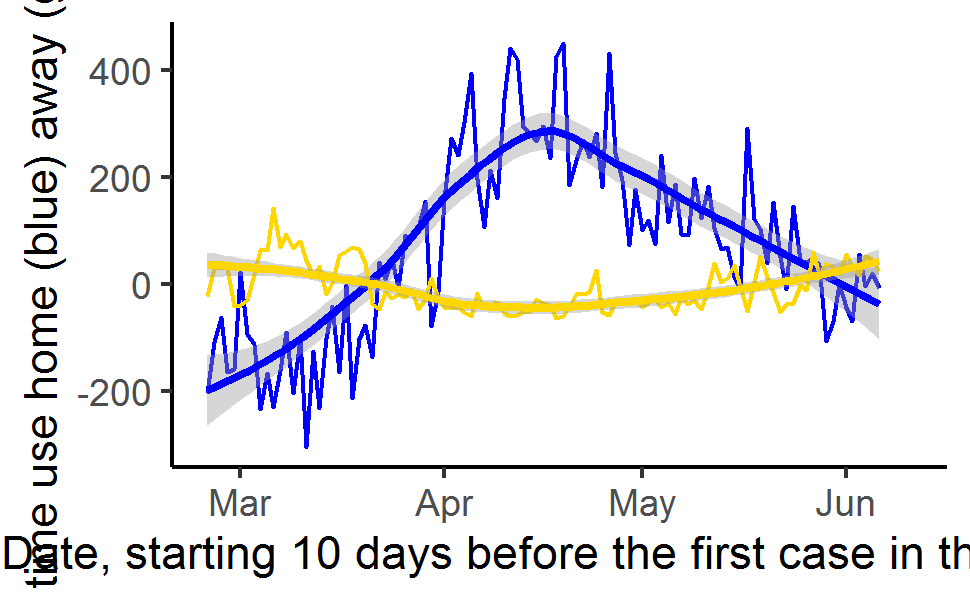 time use home (blue) away (
400
200
0
-200
Mar Apr May Jun
Date, starting 10 days before the first case in th